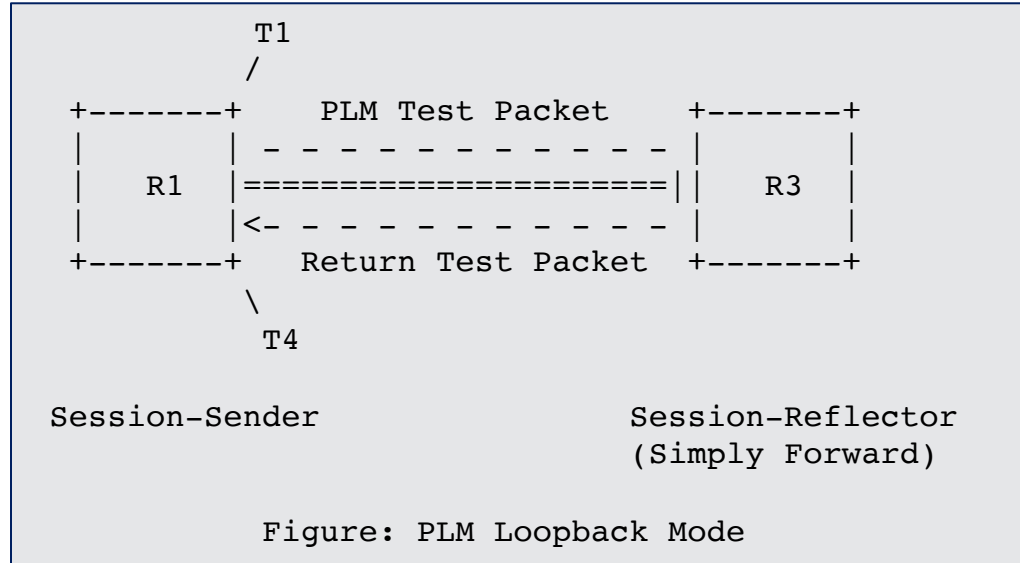 T1
/
+-------+ PLM Test Packet +-------+
| | - - - - - - - - - - - | |
| R1 |======================|| R3 |
| |<- - - - - - - - - - - | |
+-------+ Return Test Packet +-------+
\
T4
Session-Sender Session-Reflector
(Simply Forward)
Figure: PLM Loopback Mode